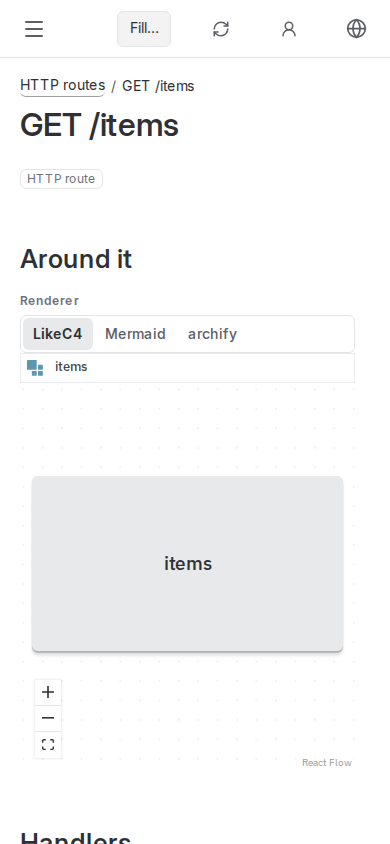 Fill...
HTTP routes / GET /items
GET /items
HTTP route
Around it
Renderer
LikeC4 Mermaid archify
items
items
React Flow
Handlers